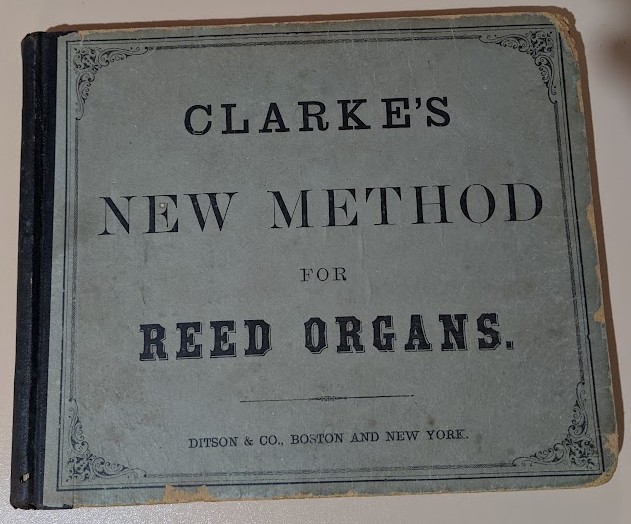 CLARKE'S
NEW METHOD
FOR
REED ORGANS.
DITSON & CO., BOSTON AND NEW YORK.